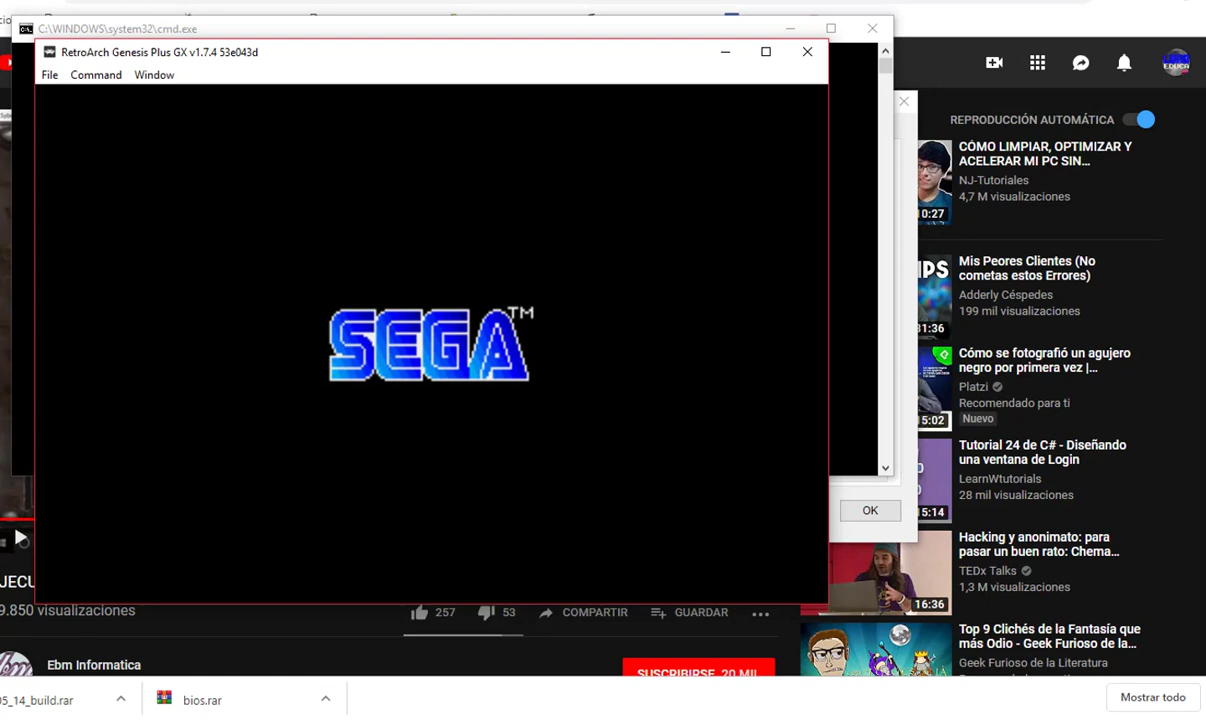 C:\WINDOWS\system32\cmd.exe
RetroArch Genesis Plus GX v1.7.4 53e043d
File Command Window
SEGA™
OK
REPRODUCCIÓN AUTOMÁTICA
CÓMO LIMPIAR, OPTIMIZAR Y
ACELERAR MI PC SIN...
NJ-Tutoriales
4,7 M visualizaciones
10:27
Mis Peores Clientes (No
cometas estos Errores)
Adderly Céspedes
199 mil visualizaciones
31:36
Cómo se fotografió un agujero
negro por primera vez |...
Platzi
Recomendado para ti
Nuevo
15:02
Tutorial 24 de C# - Diseñando
una ventana de Login
LearnWtutorials
28 mil visualizaciones
15:14
Hacking y anonimato: para
pasar un buen rato: Chema...
TEDx Talks
1,3 M visualizaciones
16:36
Top 9 Clichés de la Fantasía que
más Odio - Geek Furioso de la...
Geek Furioso de la Literatura
JECU
9.850 visualizaciones
257 53 COMPARTIR GUARDAR
Ebm Informatica
SUSCRIBIRSE 20 MIL
05_14_build.rar
bios.rar
Mostrar todo